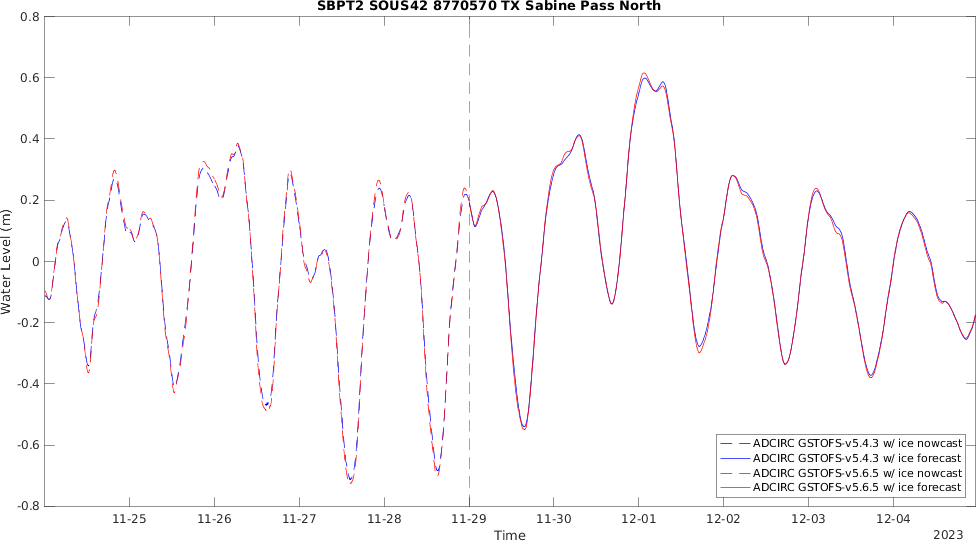 SBPT2 SOUS42 8770570 TX Sabine Pass North
0.8
0.6
0.4
0.2
0
-0.2
-0.4
-0.6
-0.8
Water Level (m)
ADCIRC GSTOFS-v5.4.3 w/ ice nowcast
ADCIRC GSTOFS-v5.4.3 w/ ice forecast
ADCIRC GSTOFS-v5.6.5 w/ ice nowcast
ADCIRC GSTOFS-v5.6.5 w/ ice forecast
11-25 11-26 11-27 11-28 11-29 11-30 12-01 12-02 12-03 12-04
Time
2023